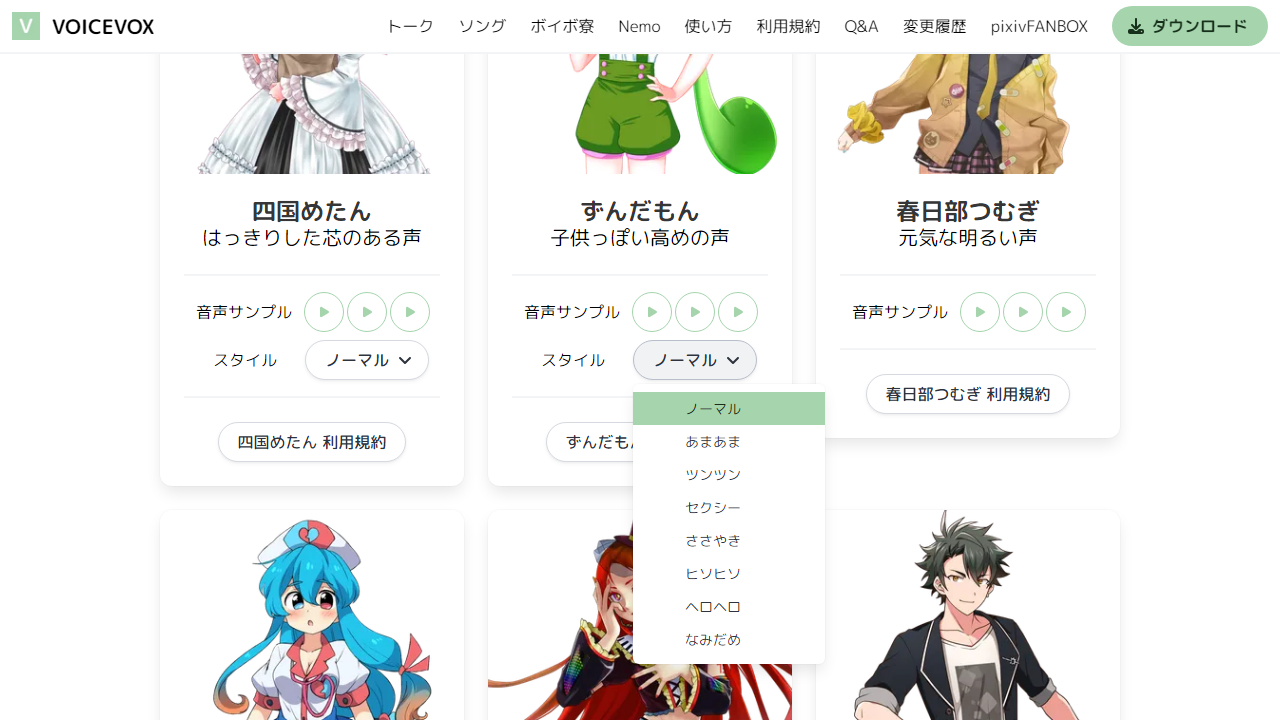 V VOICEVOX トーク ソング ボイボ寮 Nemo 使い方 利用規約 Q&A 変更履歴 pixivFANBOX ダウンロード
四国めたん
はっきりした芯のある声
音声サンプル
スタイル ノーマル
四国めたん 利用規約
ずんだもん
子供っぽい高めの声
音声サンプル
スタイル ノーマル
ノーマル
あまあま
ツンツン
セクシー
ささやき
ヒソヒソ
ヘロヘロ
なみだめ
ずんだも
春日部つむぎ
元気な明るい声
音声サンプル
春日部つむぎ 利用規約